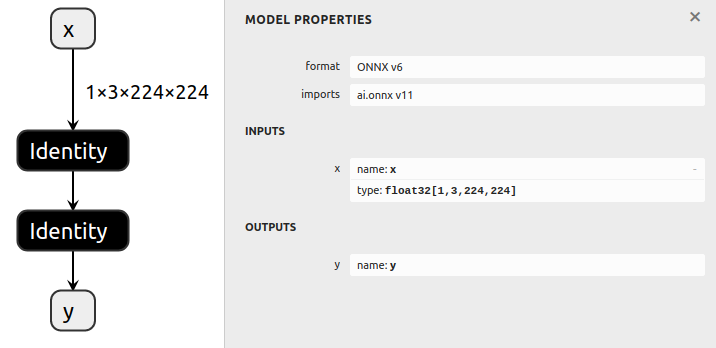 x
1×3×224×224
Identity
Identity
y
MODEL PROPERTIES ×
format ONNX v6
imports ai.onnx v11
INPUTS
x name: x -
type: float32[1,3,224,224]
OUTPUTS
y name: y